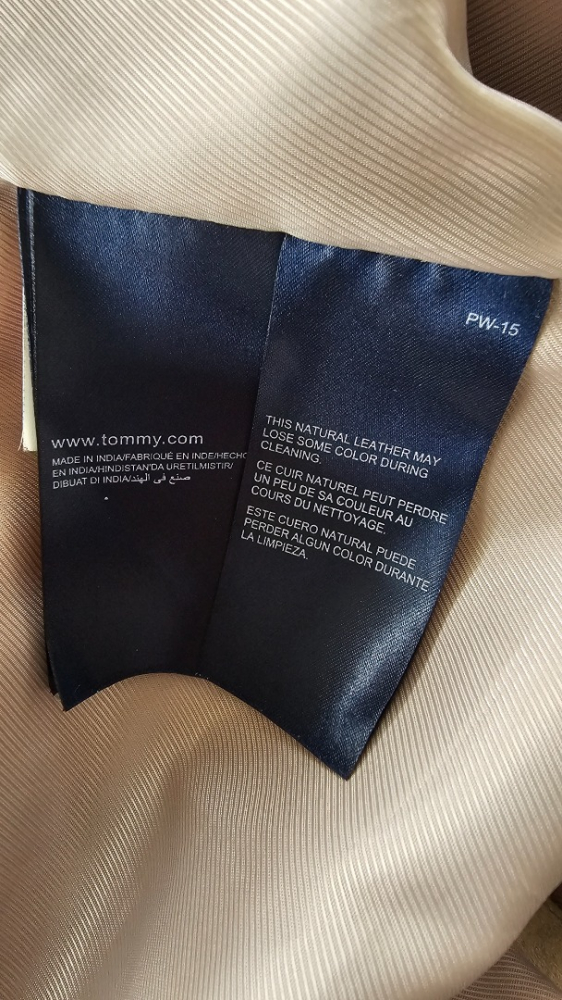 www.tommy.com
MADE IN INDIA/FABRIQUÉ EN INDE/HECHO
EN INDIA/HINDISTAN'DA URETILMISTIR/
DIBUAT DI INDIA/صنع فى الهند
PW-15
THIS NATURAL LEATHER MAY
LOSE SOME COLOR DURING
CLEANING.
CE CUIR NATUREL PEUT PERDRE
UN PEU DE SA COULEUR AU
COURS DU NETTOYAGE.
ESTE CUERO NATURAL PUEDE
PERDER ALGUN COLOR DURANTE
LA LIMPIEZA.